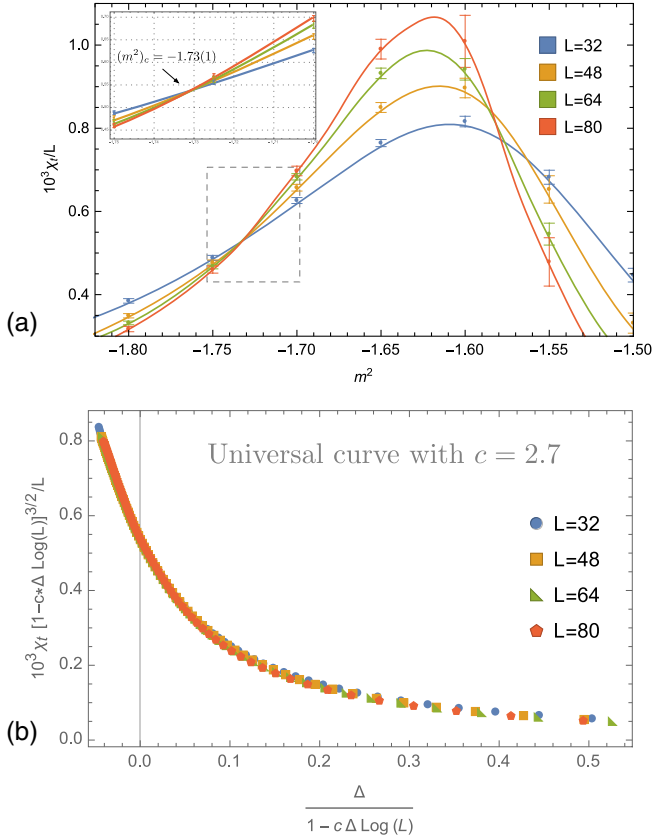 (m²)c = −1.73(1)
L=32
L=48
L=64
L=80
10³χt/L
1.0
0.8
0.6
0.4
−1.80
−1.75
−1.70
−1.65
−1.60
−1.55
−1.50
m²
(a)
Universal curve with c = 2.7
L=32
L=48
L=64
L=80
10³χt [1−c*Δ Log(L)]^3/2/L
0.8
0.6
0.4
0.2
0.0
0.0
0.1
0.2
0.3
0.4
0.5
(b)
Δ
1 − c Δ Log (L)